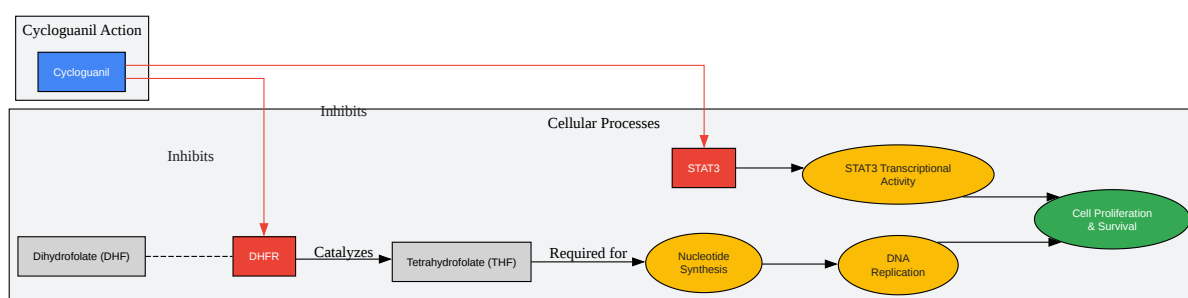 Cycloguanil Action
Cycloguanil
Inhibits
Cellular Processes
Inhibits
STAT3
STAT3 Transcriptional
Activity
Cell Proliferation
& Survival
Dihydrofolate (DHF)
DHFR
Catalyzes
Tetrahydrofolate (THF)
Required for
Nucleotide
Synthesis
DNA
Replication